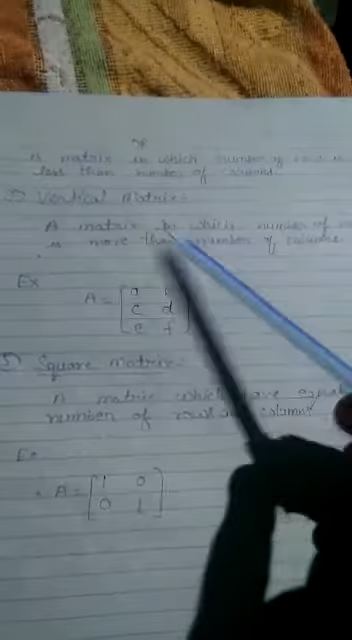 A matrix in which number of
less than number of columns.
Vertical Matrix:-
A matrix in which number of
is more than number of columns
Ex
A = [a
c d
e f]
Square matrix:-
A matrix which have equal
number of rows column
Ex
A = [1 0
0 1]